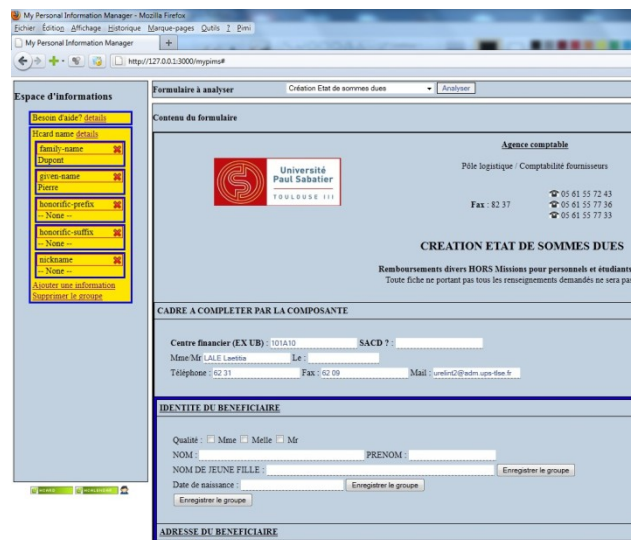 My Personal Information Manager - Mozilla Firefox
Fichier Édition Affichage Historique Marque-pages Outils ? Pimi
My Personal Information Manager
http://127.0.0.1:3000/mypims#
Espace d'informations
Besoin d'aide? details
Hcard name details
family-name
Dupont
given-name
Pierre
honorific-prefix
-- None --
honorific-suffix
-- None --
nickname
-- None --
Ajouter une information
Supprimer le groupe
Formulaire à analyser Création Etat de sommes dues Analyser
Contenu du formulaire
Université
Paul Sabatier
TOULOUSE III
Agence comptable
Pôle logistique / Comptabilité fournisseurs
☎ 05 61 55 72 43
Fax : 82 37 ☎ 05 61 55 77 36
☎ 05 61 55 77 33
CREATION ETAT DE SOMMES DUES
Remboursements divers HORS Missions pour personnels et étudiants
Toute fiche ne portant pas tous les renseignements demandés ne sera pa
CADRE A COMPLETER PAR LA COMPOSANTE
Centre financier (EX UB) : 101A10 SACD ? :
Mme/Mr LALE Laetitia Le :
Téléphone : 62 31 Fax : 62 09 Mail : urelint2@adm.ups-tlse.fr
IDENTITE DU BENEFICIAIRE
Qualité : Mme Melle Mr
NOM : PRENOM :
NOM DE JEUNE FILLE : Enregistrer le groupe
Date de naissance : Enregistrer le groupe
Enregistrer le groupe
ADRESSE DU BENEFICIAIRE